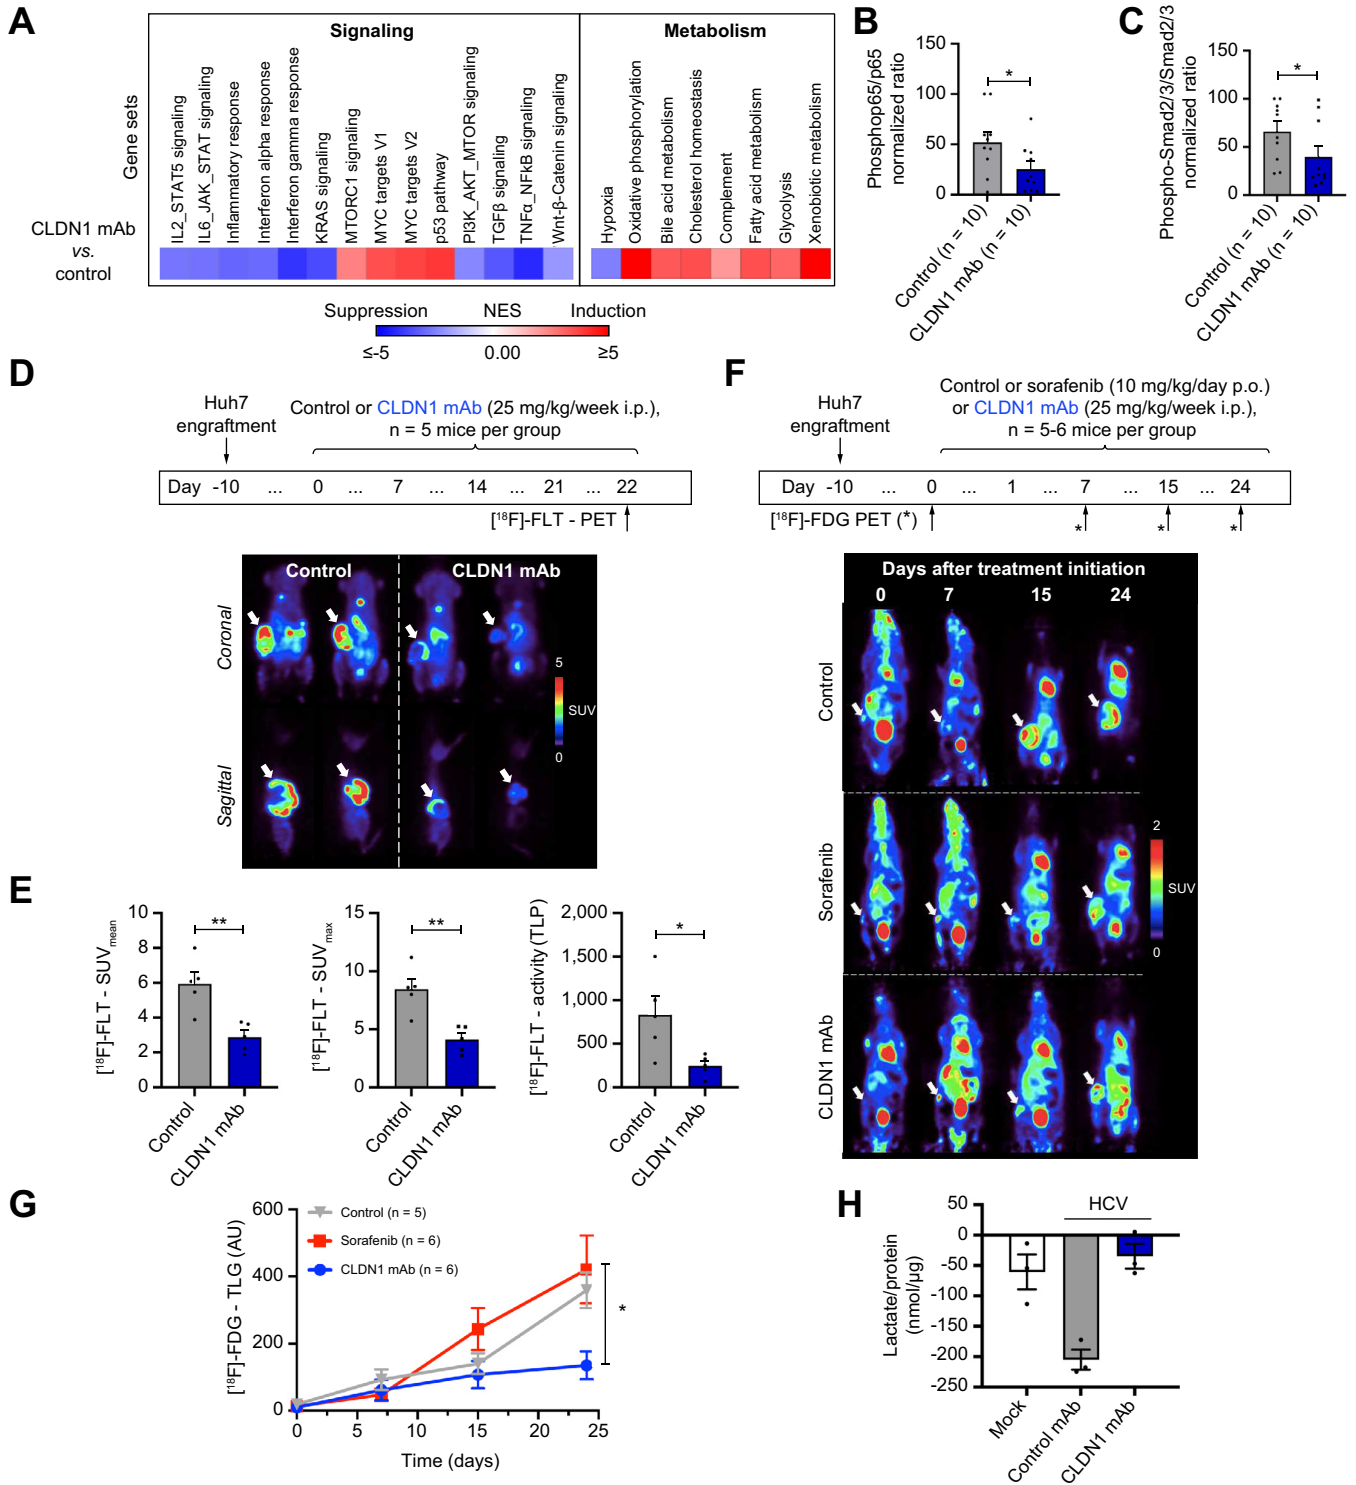 A
Signaling
Metabolism
Gene sets
IL2_STAT5 signaling
IL6_JAK_STAT signaling
Inflammatory response
Interferon alpha response
Interferon gamma response
KRAS signaling
MTORC1 signaling
MYC targets V1
MYC targets V2
p53 pathway
PI3K_AKT_MTOR signaling
TGFβ signaling
TNFα_NFkB signaling
Wnt-β-Catenin signaling
Hypoxia
Oxidative phosphorylation
Bile acid metabolism
Cholesterol homeostasis
Complement
Fatty acid metabolism
Glycolysis
Xenobiotic metabolism
CLDN1 mAb
vs.
control
Suppression NES Induction
≤-5 0.00 ≥5
B
Phosphop65/p65
normalized ratio
150
100
50
0
*
Control (n = 10)
CLDN1 mAb (n = 10)
C
Phospho-Smad2/3/Smad2/3
normalized ratio
150
100
50
0
*
Control (n = 10)
CLDN1 mAb (n = 10)
D
Huh7
engraftment
Control or CLDN1 mAb (25 mg/kg/week i.p.),
n = 5 mice per group
Day -10 ... 0 ... 7 ... 14 ... 21 ... 22
[18F]-FLT - PET
Control CLDN1 mAb
Coronal
Sagittal
5
SUV
0
E
[18F]-FLT - SUVmean
10
8
6
4
2
0
**
Control
CLDN1 mAb
[18F]-FLT - SUVmax
15
10
5
0
**
Control
CLDN1 mAb
[18F]-FLT - activity (TLP)
2,000
1,500
1,000
500
0
*
Control
CLDN1 mAb
F
Huh7
engraftment
Control or sorafenib (10 mg/kg/day p.o.)
or CLDN1 mAb (25 mg/kg/week i.p.),
n = 5-6 mice per group
Day -10 ... 0 ... 1 ... 7 ... 15 ... 24
[18F]-FDG PET (*)
* * *
Days after treatment initiation
0 7 15 24
Control
Sorafenib
CLDN1 mAb
2
SUV
0
G
[18F]-FDG - TLG (AU)
600
400
200
0
Control (n = 5)
Sorafenib (n = 6)
CLDN1 mAb (n = 6)
*
0 5 10 15 20 25
Time (days)
H
Lactate/protein
(nmol/µg)
HCV
50
0
-50
-100
-150
-200
-250
Mock
Control mAb
CLDN1 mAb